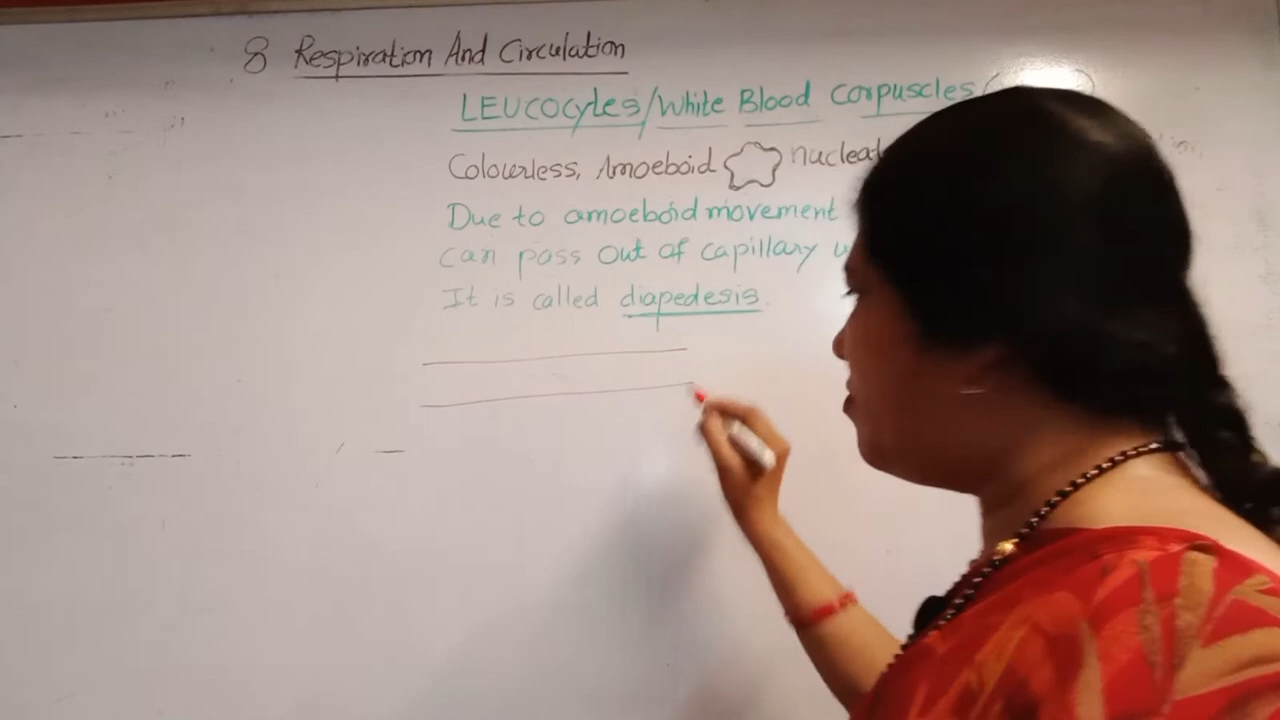 8 Respiration And Circulation
LEUCOCYTES/White Blood Corpuscles (
Colourless, Amoeboid nucleat
Due to amoeboid movement
can pass out of capillary
It is called diapedesis.